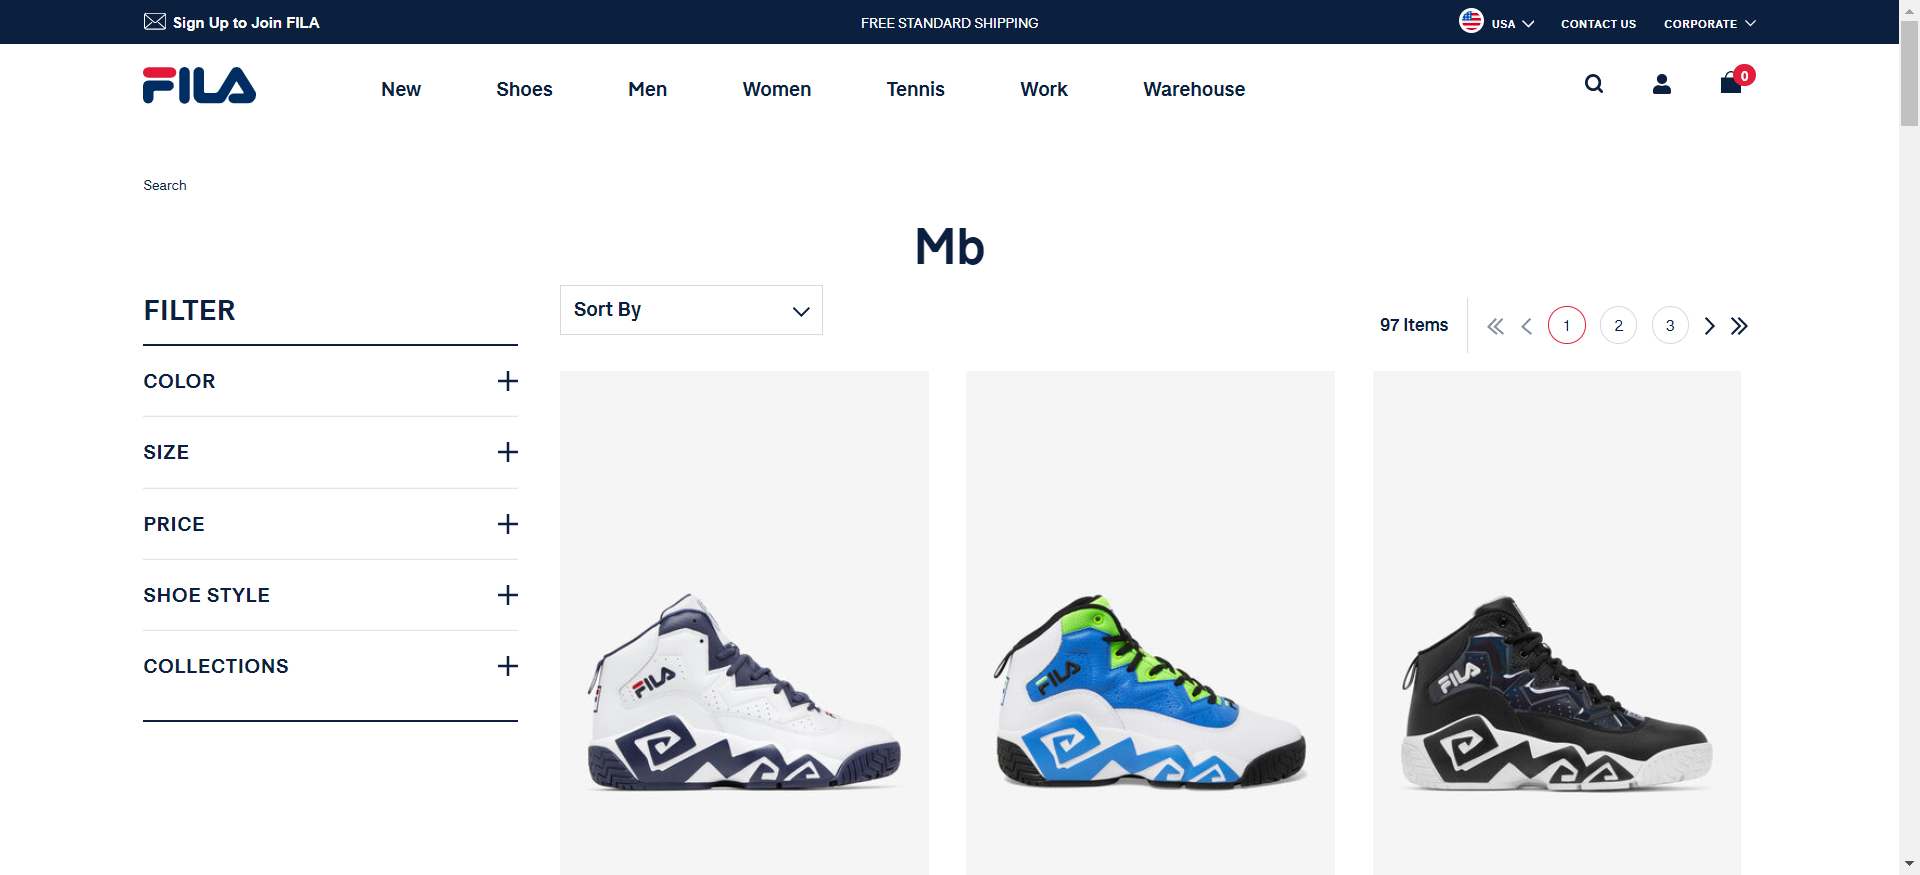 Sign Up to Join FILA
FREE STANDARD SHIPPING
USA
CONTACT US
CORPORATE
FILA
New
Shoes
Men
Women
Tennis
Work
Warehouse
0
Search
Mb
FILTER
Sort By
97 Items
1
2
3
COLOR
SIZE
PRICE
SHOE STYLE
COLLECTIONS
FILA
FILA
FILA